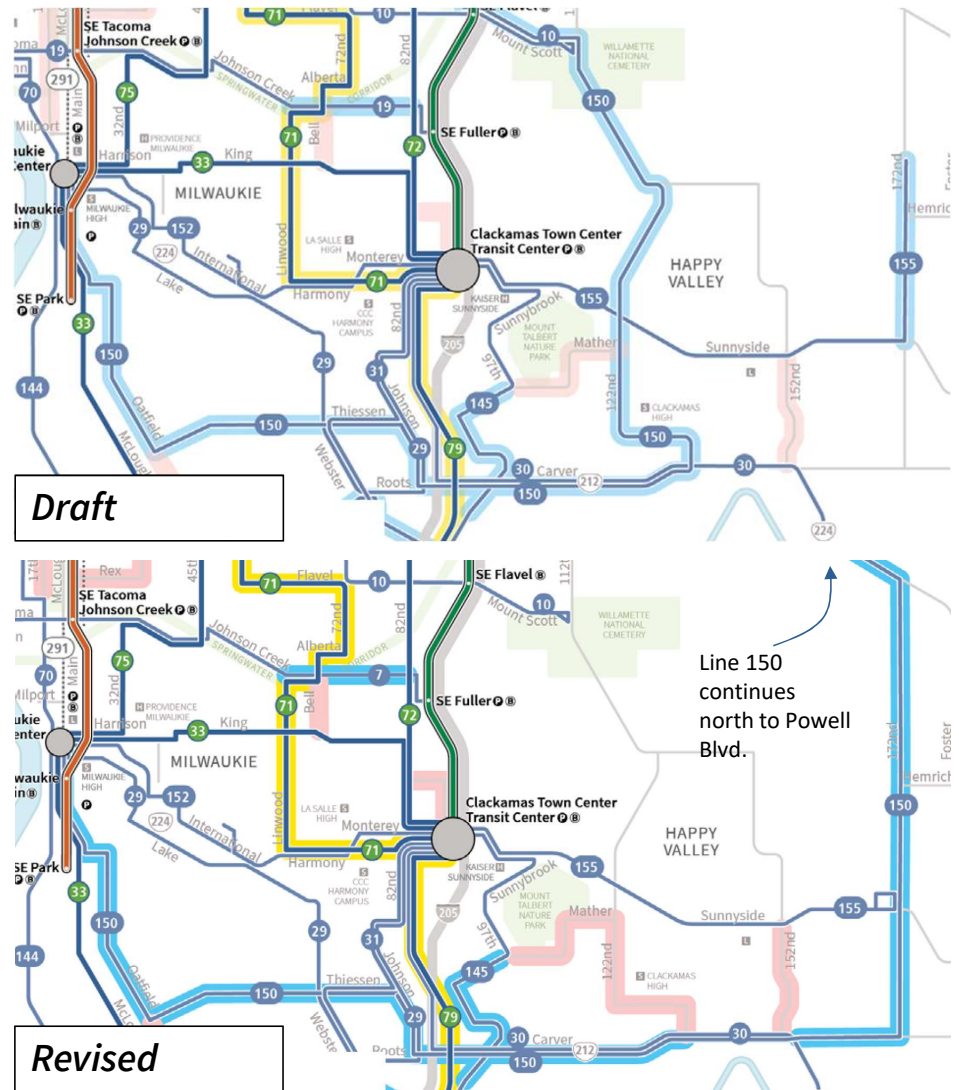 71
10
82nd
SE Flavel
Mount Scott
10
SE Tacoma
Johnson Creek P B
19
291
70
Main
75
32nd
Johnson Creek
SPRINGWATER
Alberta
72nd
CORRIDOR
19
WILLAMETTE
NATIONAL
CEMETERY
150
Milport
P
B
L
H PROVIDENCE
MILWAUKIE
71
Bell
72
SE Fuller P B
ukie
Center
Harrison
33
King
172nd
Foster
MILWAUKIE
S
MILWAUKIE
HIGH
P
29
152
224
International
Lake
LA SALLE S
HIGH
Linwood
Monterey
71
Harmony
Clackamas Town Center
Transit Center P B
HAPPY
VALLEY
155
SE Park
P B
33
S
CCC
HARMONY
CAMPUS
82nd
KAISER H
SUNNYSIDE
Sunnybrook
155
205
MOUNT
TALBERT
NATURE
PARK
Mather
Sunnyside
L
150
144
29
31
Johnson
97th
122nd
152nd
Oatfield
150
Thiessen
145
S CLACKAMAS
HIGH
150
Webster
29
79
30
Carver
30
Roots
150
212
224
Draft
17th
Rex
45th
71
Flavel
10
82nd
SE Flavel B
112th
Mount Scott
10
SE Tacoma
Johnson Creek P B
291
70
Main
75
32nd
Johnson Creek
SPRINGWATER
Alberta
72nd
CORRIDOR
7
WILLAMETTE
NATIONAL
CEMETERY
Line 150
continues
north to Powell
Blvd.
Milport
P
B
L
H PROVIDENCE
MILWAUKIE
71
Bell
72
SE Fuller P B
Harrison
33
King
172nd
Foster
MILWAUKIE
S
MILWAUKIE
HIGH
P
29
152
224
International
Lake
LA SALLE S
HIGH
Linwood
Monterey
71
Harmony
Clackamas Town Center
Transit Center P B
150
HAPPY
VALLEY
SE Park
P B
33
S
CCC
HARMONY
CAMPUS
82nd
KAISER H
SUNNYSIDE
Sunnybrook
155
205
MOUNT
TALBERT
NATURE
PARK
Mather
Sunnyside
155
L
150
144
29
31
Johnson
97th
122nd
152nd
Oatfield
150
Thiessen
145
S CLACKAMAS
HIGH
Webster
29
79
30
Carver
30
Roots
150
212
Revised